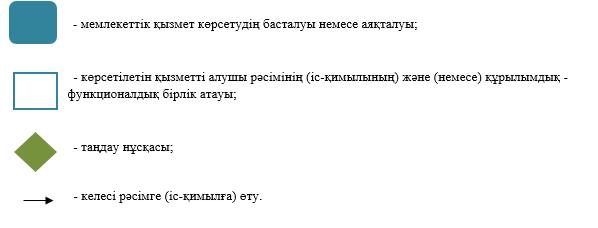 - мемлекеттік қызмет көрсетудің басталуы немесе аяқталуы;
- көрсетілетін қызметті алушы рәсімінің (іс-қимылының) және (немесе) құрылымдық -
функционалдық бірлік атауы;
- таңдау нұсқасы;
- келесі рәсімге (іс-қимылға) өту.